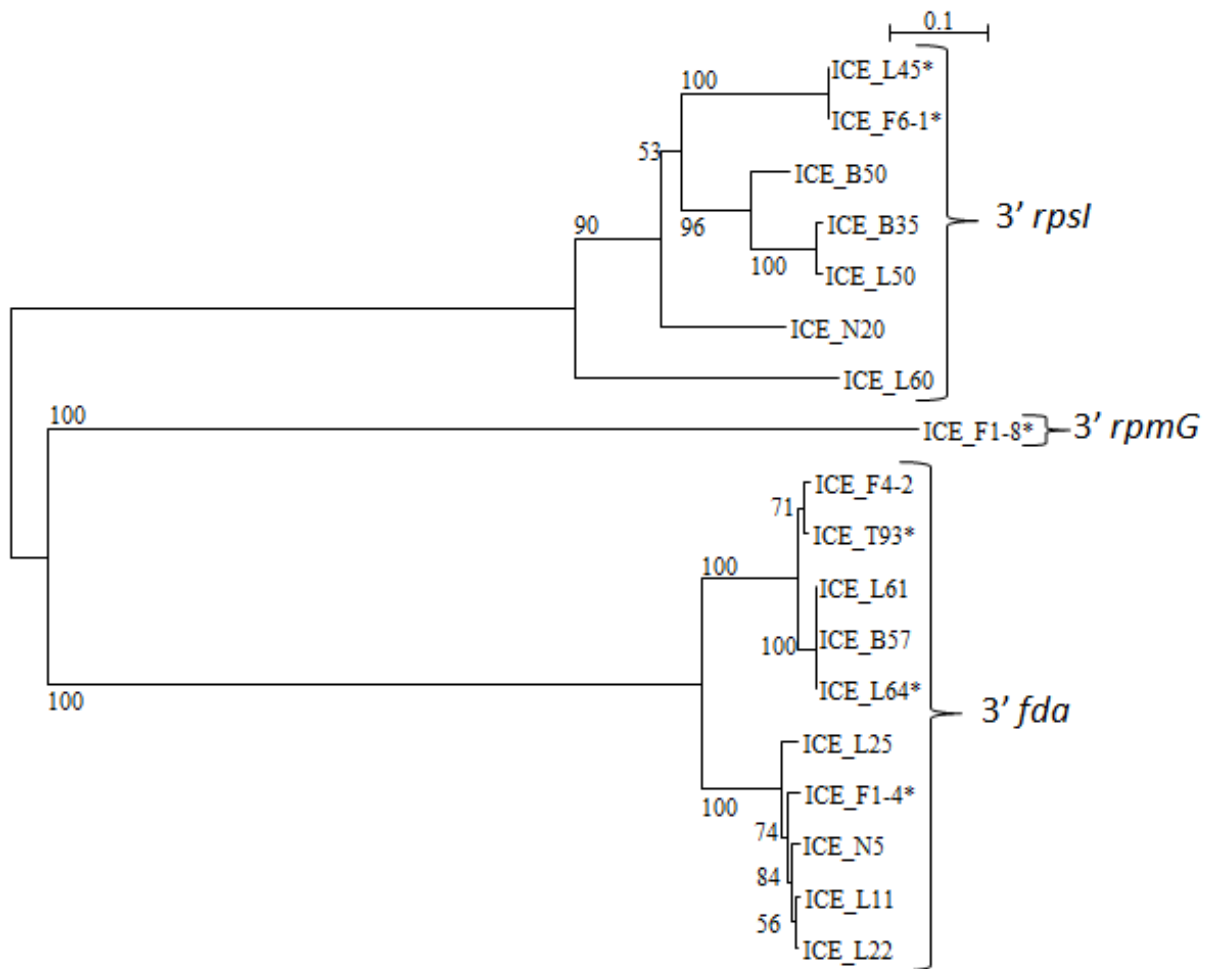 0.1
ICE_L45*
100
ICE_F6-1*
53
ICE_B50
3' rpsI
90
96
ICE_B35
100
ICE_L50
ICE_N20
ICE_L60
100
ICE_F1-8*
3' rpmG
ICE_F4-2
71
ICE_T93*
100
ICE_L61
100
ICE_B57
ICE_L64*
100
3' fda
ICE_L25
100
ICE_F1-4*
74
ICE_N5
84
ICE_L11
56
ICE_L22